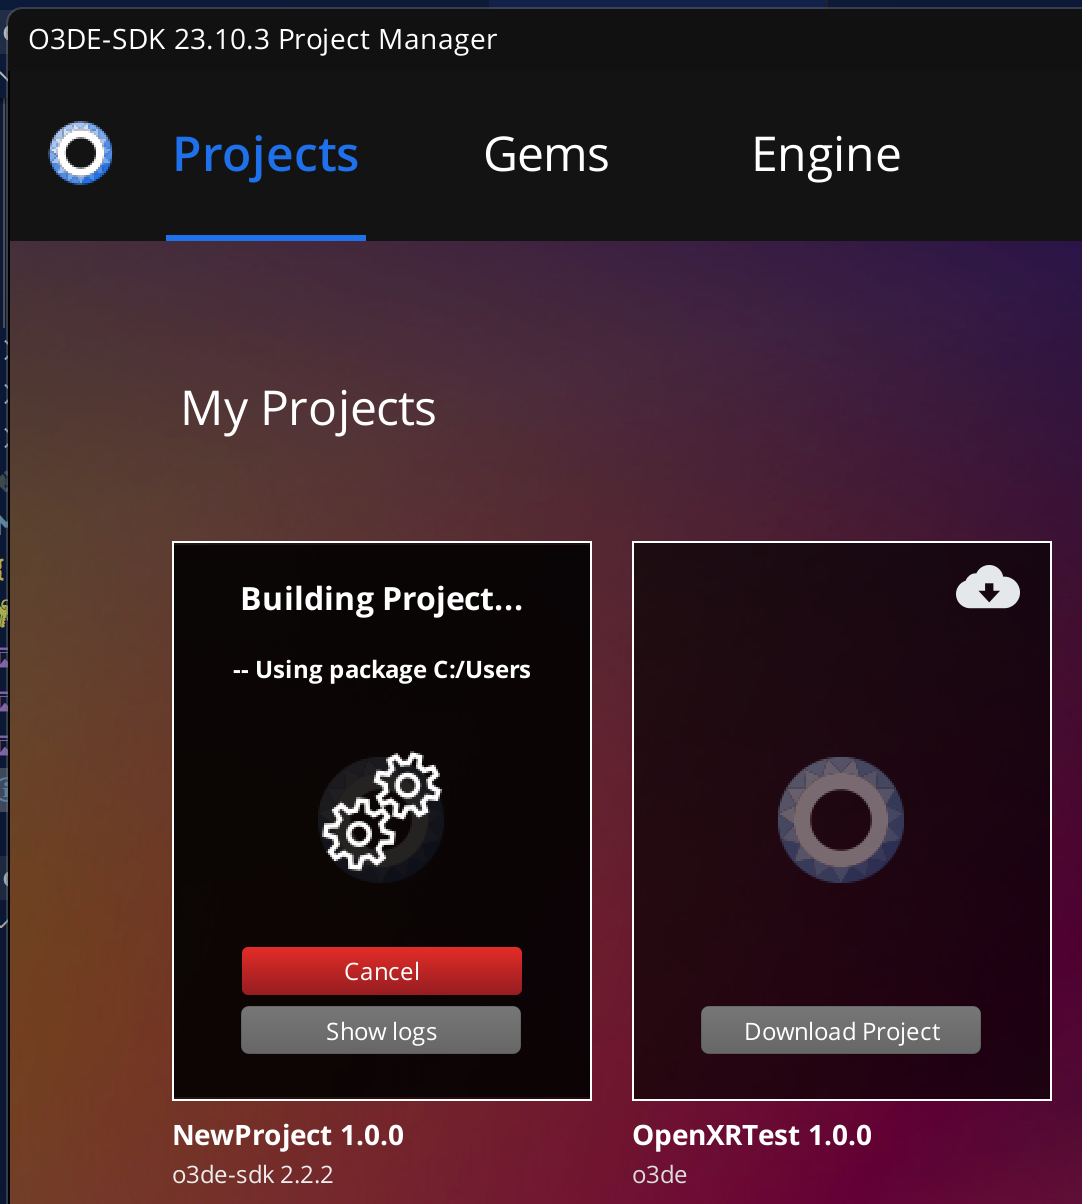 O3DE-SDK 23.10.3 Project Manager
Projects Gems Engine
My Projects
Building Project...
-- Using package C:/Users
Cancel
Show logs
Download Project
NewProject 1.0.0
o3de-sdk 2.2.2
OpenXRTest 1.0.0
o3de